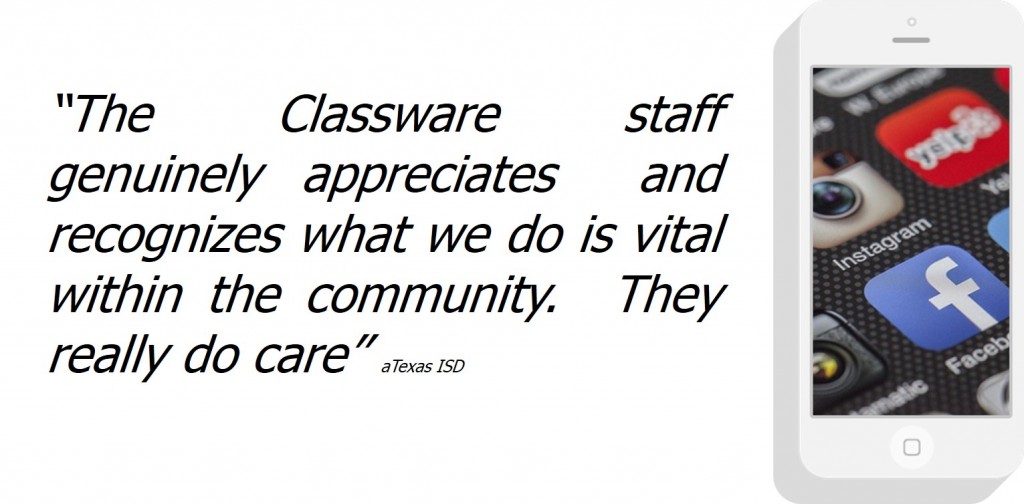 “The Classware staff
genuinely appreciates and
recognizes what we do is vital
within the community. They
really do care” aTexas ISD
W. Europe
yelp
Yel
Instagram
f
Faceb
matic